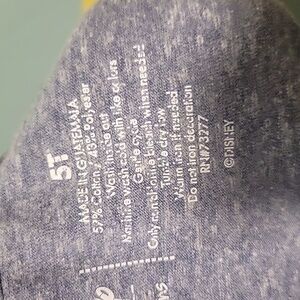 5T
MADE IN GUATEMALA
57% Cotton / 43% Polyester
Wash inside out
Machine wash cold with like colors
Gentle cycle
Only non-chlorine bleach when needed
Tumble dry low
Warm iron if needed
Do not iron decoration
RN#73277
©DISNEY